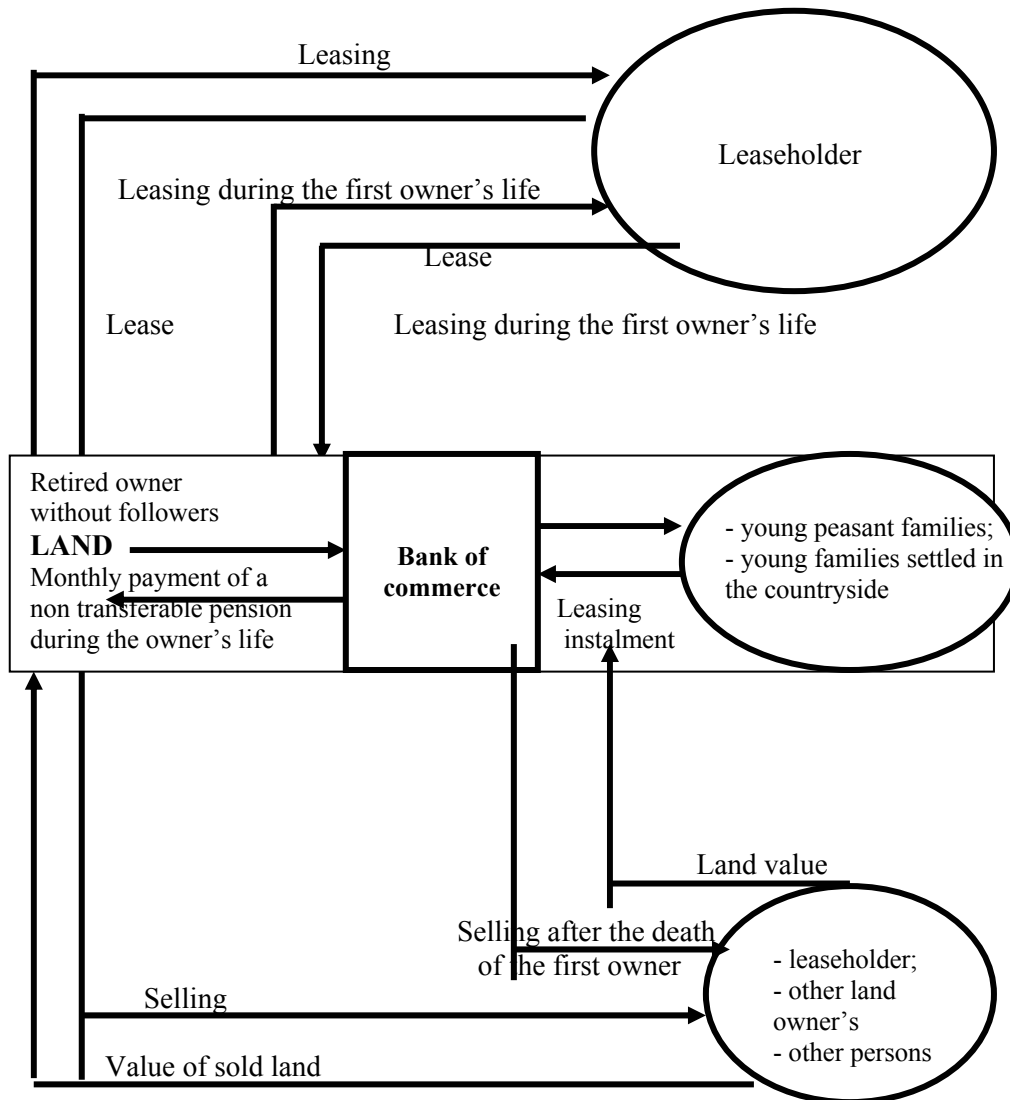 Leasing
Leaseholder
Leasing during the first owner's life
Lease
Lease
Leasing during the first owner's life
Retired owner
without followers
LAND
Monthly payment of a
non transferable pension
during the owner's life
Bank of
commerce
- young peasant families;
- young families settled in
the countryside
Leasing
instalment
Land value
Selling after the death
of the first owner
- leaseholder;
- other land
owner's
- other persons
Selling
Value of sold land